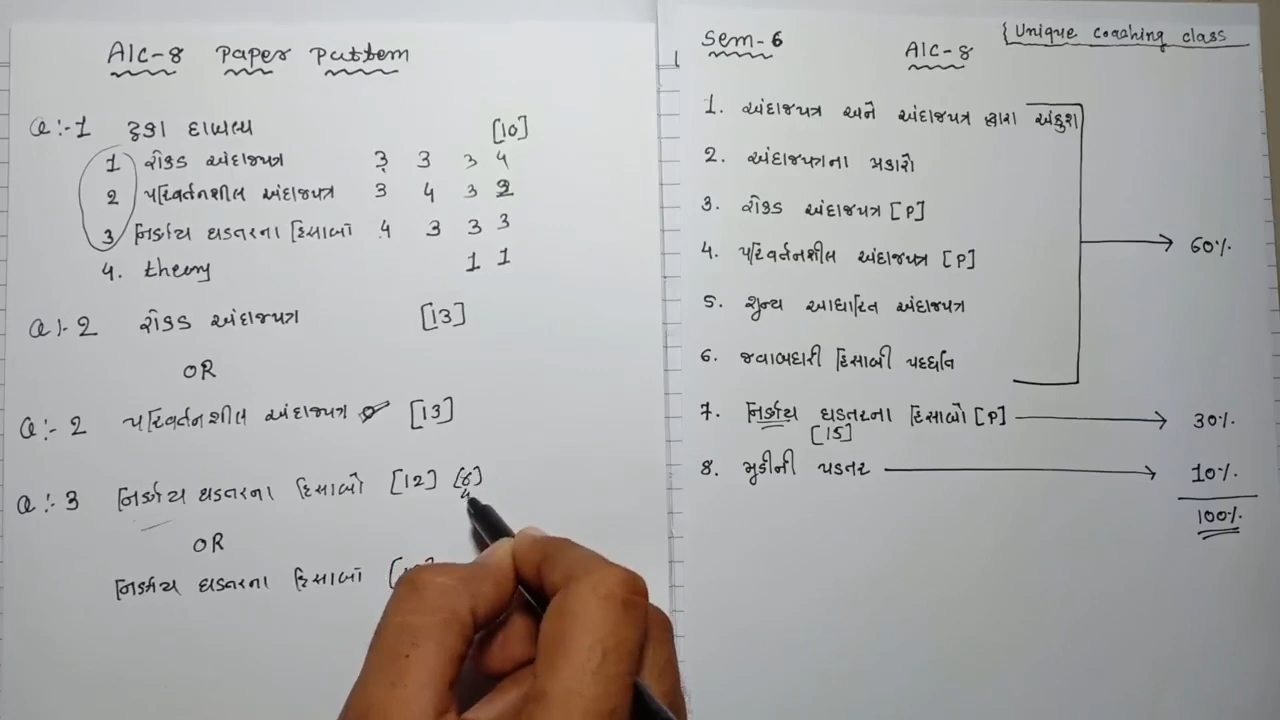 A/C-8 Paper Pattern
Q:-1 ટુંકા દાખલા [10]
1 રોકડ અંદાજપત્ર 3 3 3 4
2 પરિવર્તનશીલ અંદાજપત્ર 3 4 3 2
3 નિર્ણય ઘડતરના હિસાબો 4 3 3 3
4. theory 1 1
Q:-2 રોકડ અંદાજપત્ર [13]
OR
Q:-2 પરિવર્તનશીલ અંદાજપત્ર [13]
Q:-3 નિર્ણય ઘડતરના હિસાબો [12]
OR
નિર્ણય ઘડતરના હિસાબો
Unique coaching class
Sem-6 A/C-8
1. અંદાજપત્ર અને અંદાજપત્ર દ્વારા અંકુશ
2. અંદાજપત્રના પ્રકારો
3. રોકડ અંદાજપત્ર [P]
4. પરિવર્તનશીલ અંદાજપત્ર [P]
5. શૂન્ય આધારિત અંદાજપત્ર
6. જવાબદારી હિસાબી પધ્ધતિ
60%
7. નિર્ણય ઘડતરના હિસાબો [P] 30%
[15]
8. મૂડીની પડતર 10%
100%